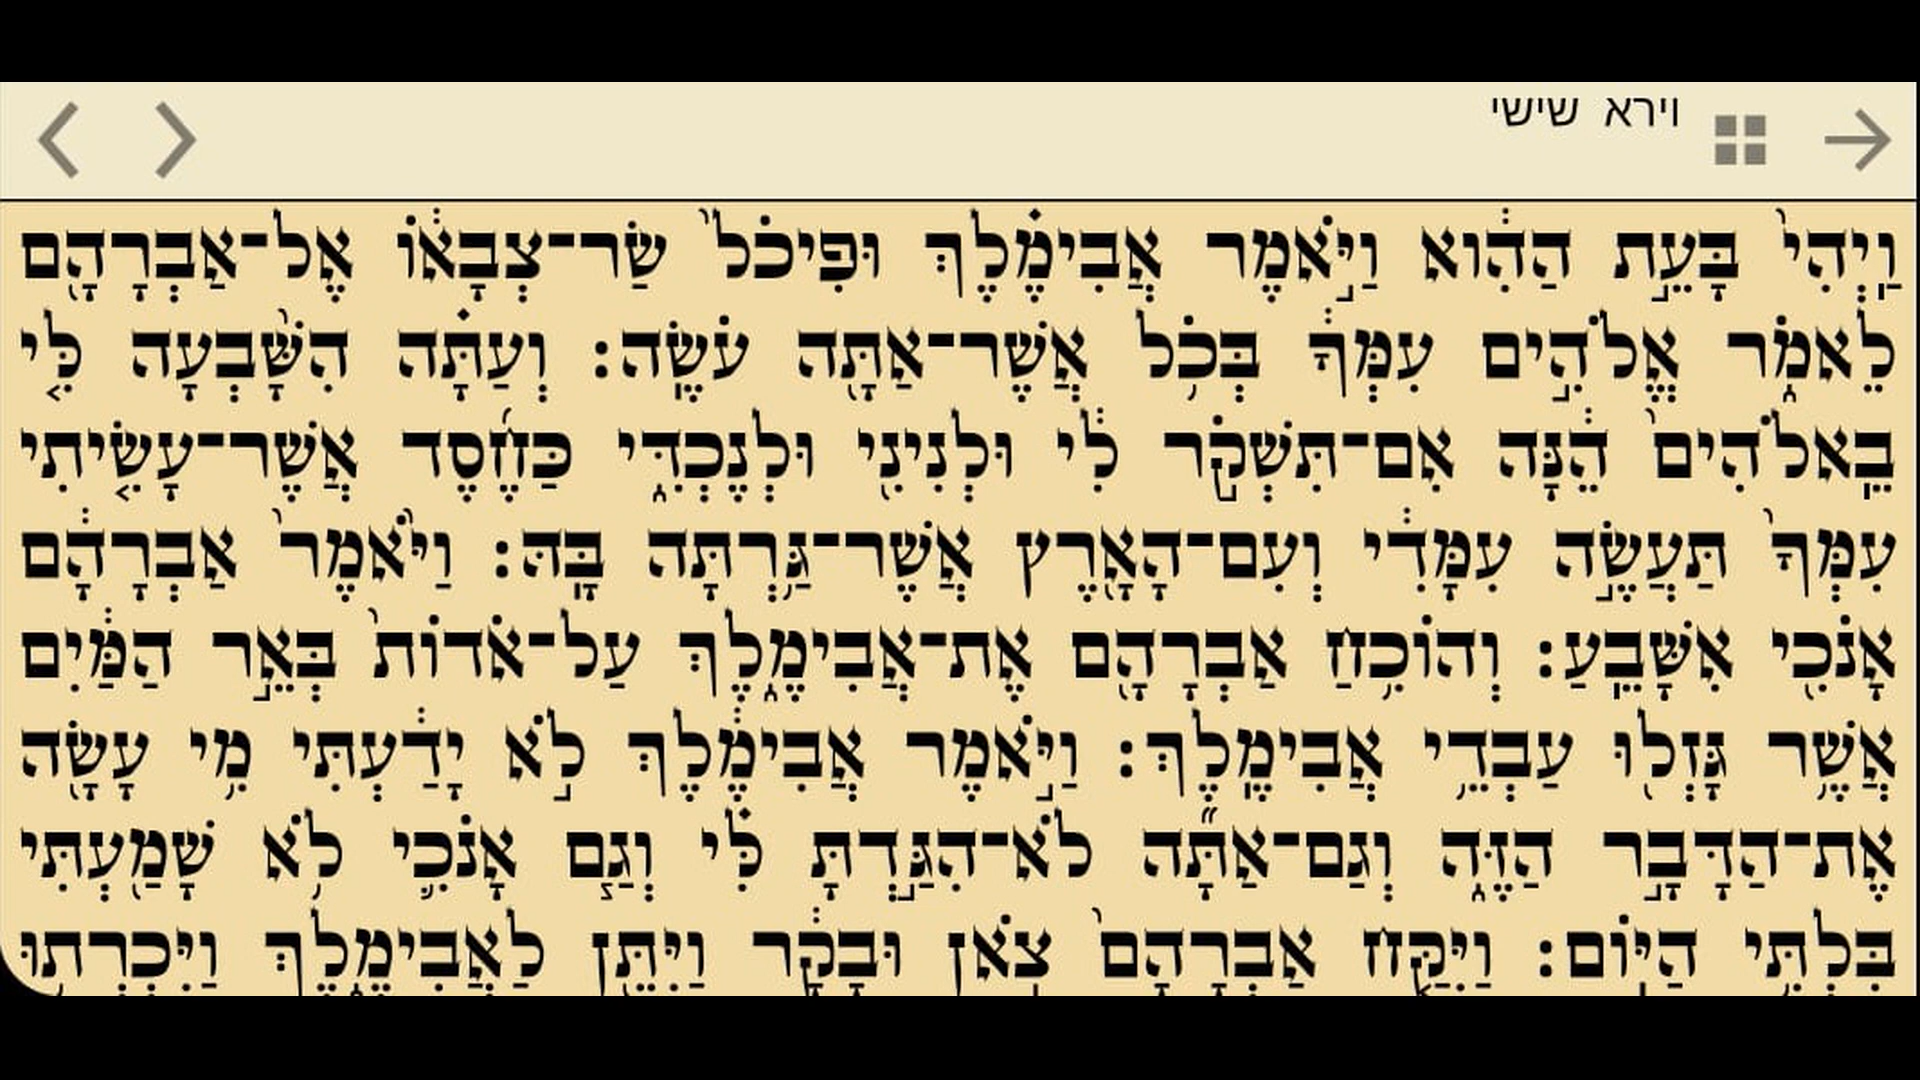 וירא שישי
וַֽיְהִי֙ בָּעֵ֣ת הַהִ֔וא וַיֹּ֣אמֶר אֲבִימֶ֗לֶךְ וּפִיכֹל֙ שַׂר־צְבָא֔וֹ אֶל־אַבְרָהָ֖ם
לֵאמֹ֑ר אֱלֹהִ֣ים עִמְּךָ֔ בְּכֹ֥ל אֲשֶׁר־אַתָּ֖ה עֹשֶֽׂה׃ וְעַתָּ֗ה הִשָּׁ֨בְעָה לִּ֤י
בֵֽאלֹהִים֙ הֵ֔נָּה אִם־תִּשְׁקֹ֣ר לִ֔י וּלְנִינִ֖י וּלְנֶכְדִּ֑י כַּחֶ֜סֶד אֲשֶׁר־עָשִׂ֤יתִי
עִמְּךָ֙ תַּעֲשֶׂ֣ה עִמָּדִ֔י וְעִם־הָאָ֖רֶץ אֲשֶׁר־גַּ֥רְתָּה בָּֽהּ׃ וַיֹּ֙אמֶר֙ אַבְרָהָ֔ם
אָנֹכִ֖י אִשָּׁבֵֽעַ׃ וְהוֹכִ֥חַ אַבְרָהָ֖ם אֶת־אֲבִימֶ֑לֶךְ עַל־אֹדוֹת֙ בְּאֵ֣ר הַמַּ֔יִם
אֲשֶׁ֥ר גָּזְל֖וּ עַבְדֵ֥י אֲבִימֶֽלֶךְ׃ וַיֹּ֣אמֶר אֲבִימֶ֔לֶךְ לֹ֣א יָדַ֔עְתִּי מִ֥י עָשָׂ֖ה
אֶת־הַדָּבָ֣ר הַזֶּ֑ה וְגַם־אַתָּ֞ה לֹא־הִגַּ֣דְתָּ לִּ֗י וְגַ֧ם אָנֹכִ֛י לֹ֥א שָׁמַ֖עְתִּי
בִּלְתִּ֥י הַיּֽוֹם׃ וַיִּקַּ֤ח אַבְרָהָם֙ צֹ֣אן וּבָקָ֔ר וַיִּתֵּ֖ן לַאֲבִימֶ֑לֶךְ וַיִּכְרְת֥וּ